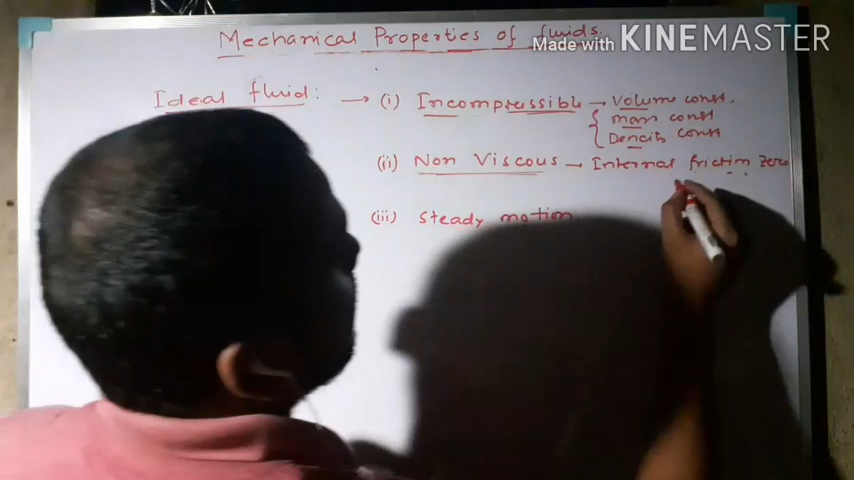 Mechanical Properties of fluids.
Made with KINEMASTER
Ideal fluid : → (i) Incompressible → Volume const.
mass const
Dencity const
(ii) Non Viscous → Internal friction zero
(iii) Steady motion.